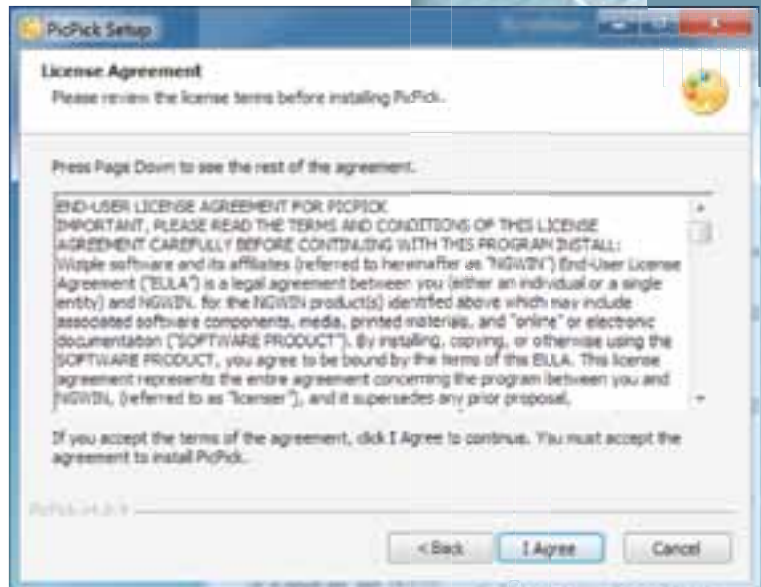 PicPick Setup
License Agreement
Please review the license terms before installing PicPick.
Press Page Down to see the rest of the agreement.
END-USER LICENSE AGREEMENT FOR PICPICK
IMPORTANT, PLEASE READ THE TERMS AND CONDITIONS OF THIS LICENSE
AGREEMENT CAREFULLY BEFORE CONTINUING WITH THIS PROGRAM INSTALL:
Wiziple software and its affiliates (referred to hereinafter as "NGWIN") End-User License
Agreement ("EULA") is a legal agreement between you (either an individual or a single
entity) and NGWIN. for the NGWIN product(s) identified above which may include
associated software components, media, printed materials, and "online" or electronic
documentation ("SOFTWARE PRODUCT"). By installing, copying, or otherwise using the
SOFTWARE PRODUCT, you agree to be bound by the terms of this EULA. This license
agreement represents the entire agreement concerning the program between you and
NGWIN, (referred to as "licenser"), and it supersedes any prior proposal,
If you accept the terms of the agreement, click I Agree to continue. You must accept the
agreement to install PicPick.
< Back
I Agree
Cancel